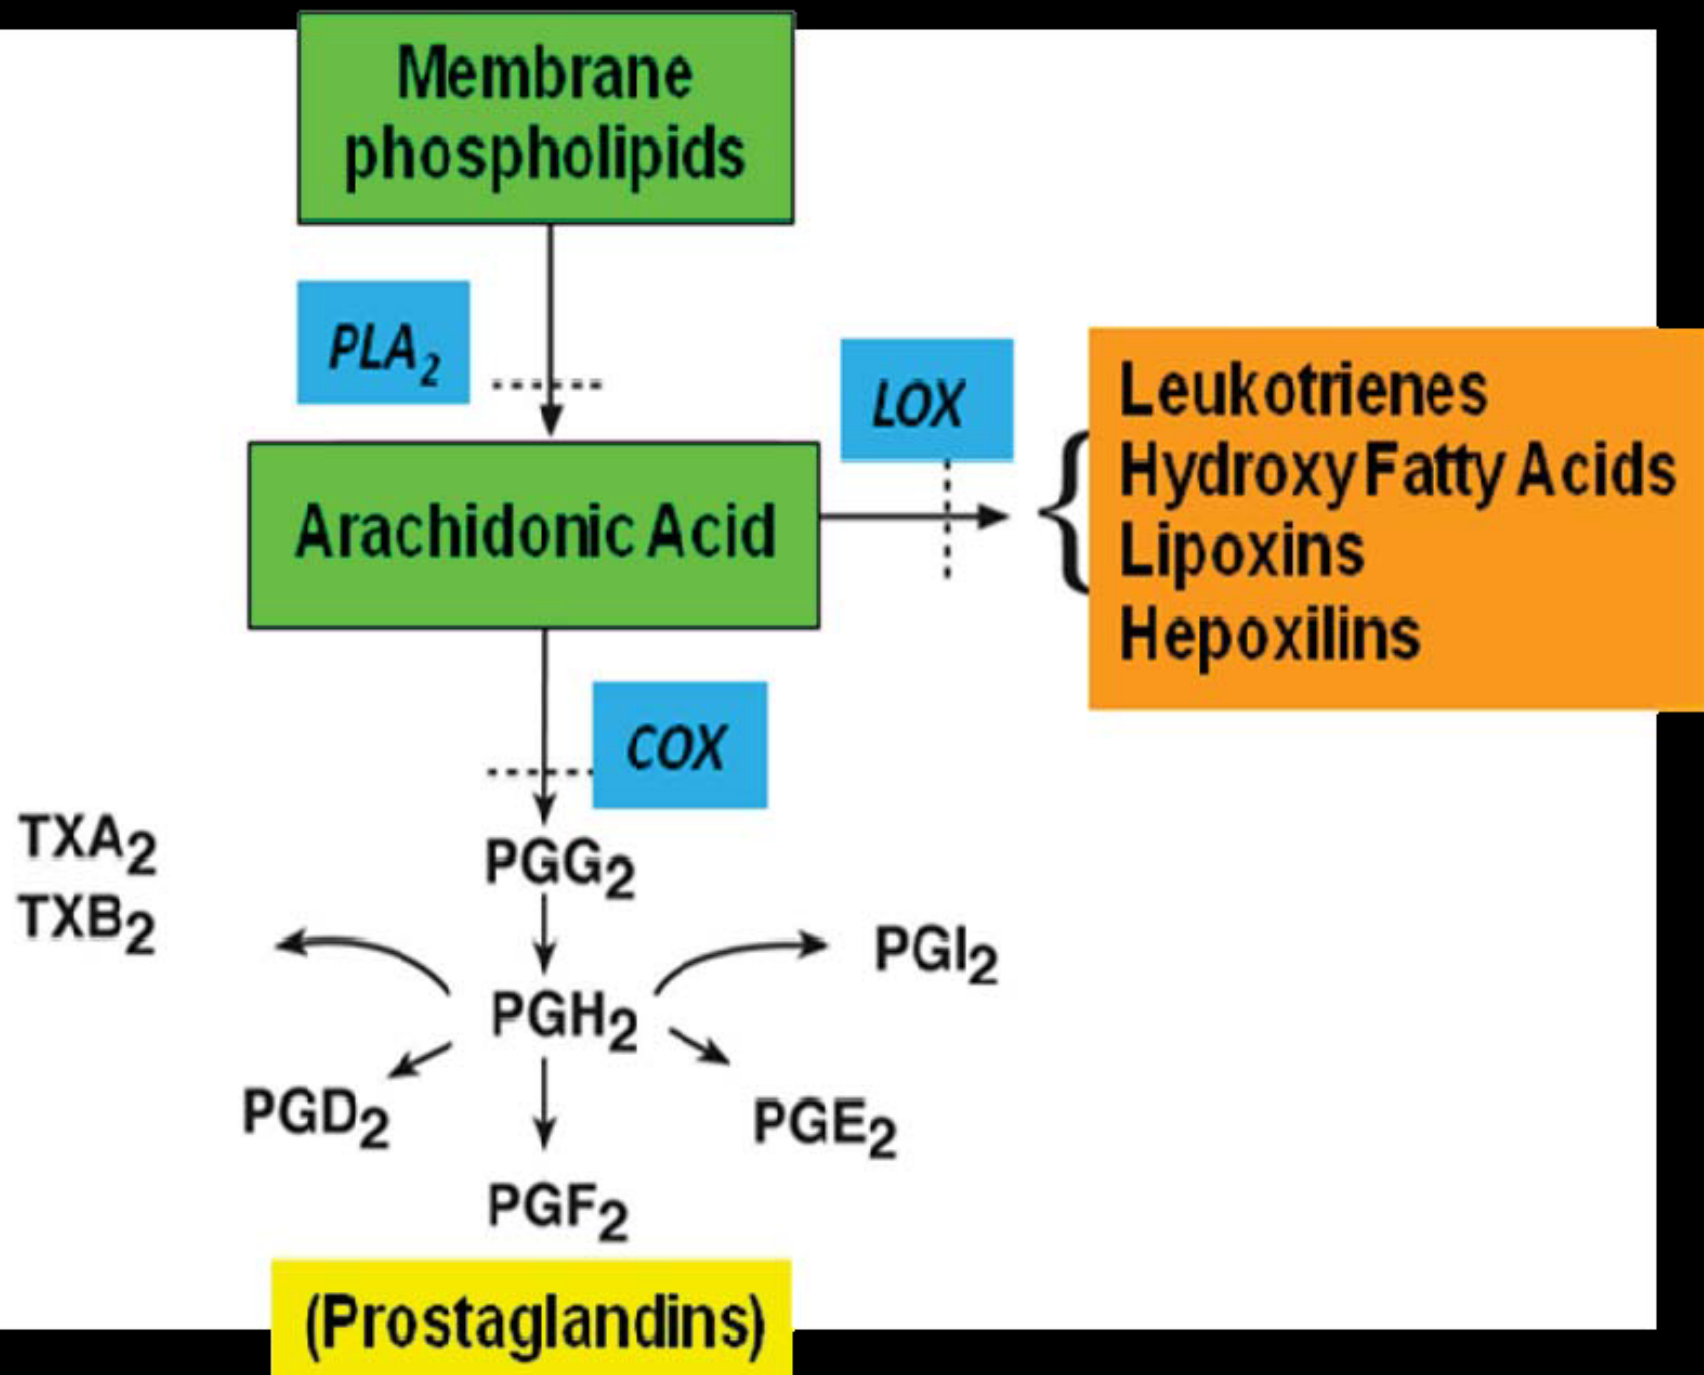 Membrane
phospholipids
PLA₂
LOX
Leukotrienes
Hydroxy Fatty Acids
Lipoxins
Hepoxilins
Arachidonic Acid
COX
TXA₂
TXB₂
PGG₂
PGI₂
PGH₂
PGD₂
PGE₂
PGF₂
(Prostaglandins)